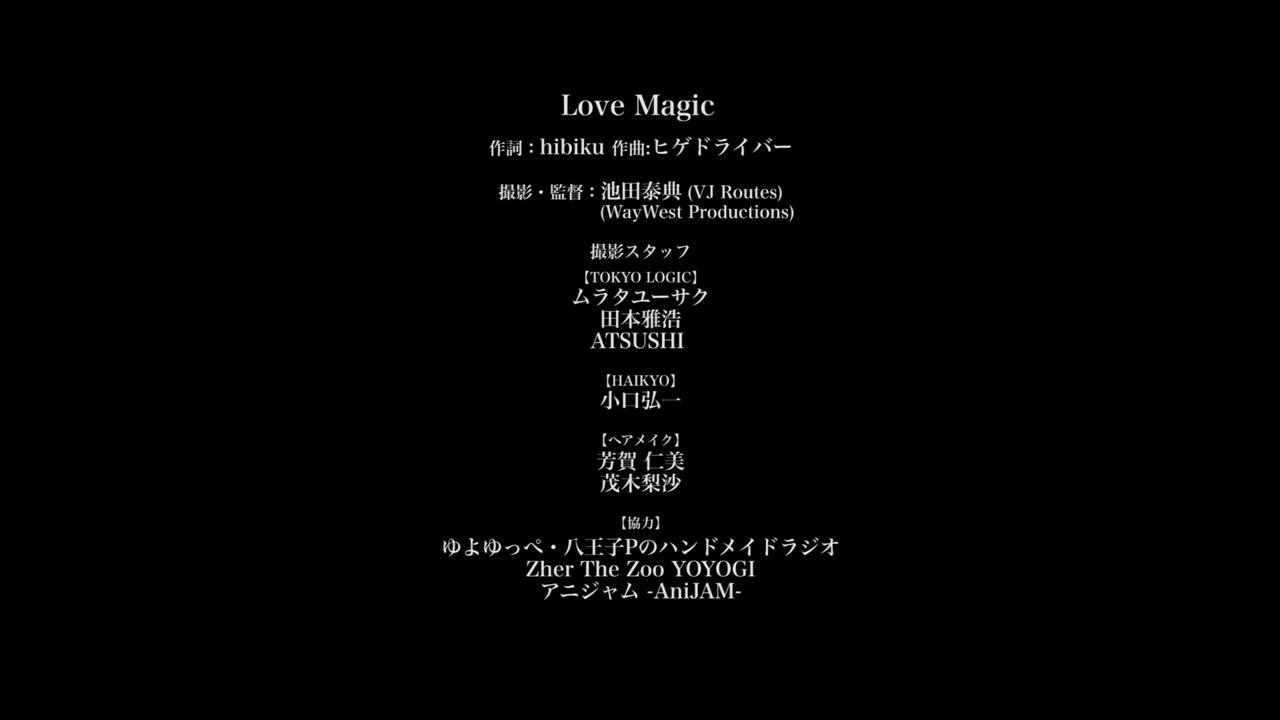 Love Magic
作詞：hibiku 作曲:ヒゲドライバー
撮影・監督：池田泰典 (VJ Routes)
(WayWest Productions)
撮影スタッフ
【TOKYO LOGIC】
ムラタユーサク
田本雅浩
ATSUSHI
【HAIKYO】
小口弘一
【ヘアメイク】
芳賀 仁美
茂木梨沙
【協力】
ゆよゆっぺ・八王子Pのハンドメイドラジオ
Zher The Zoo YOYOGI
アニジャム -AniJAM-